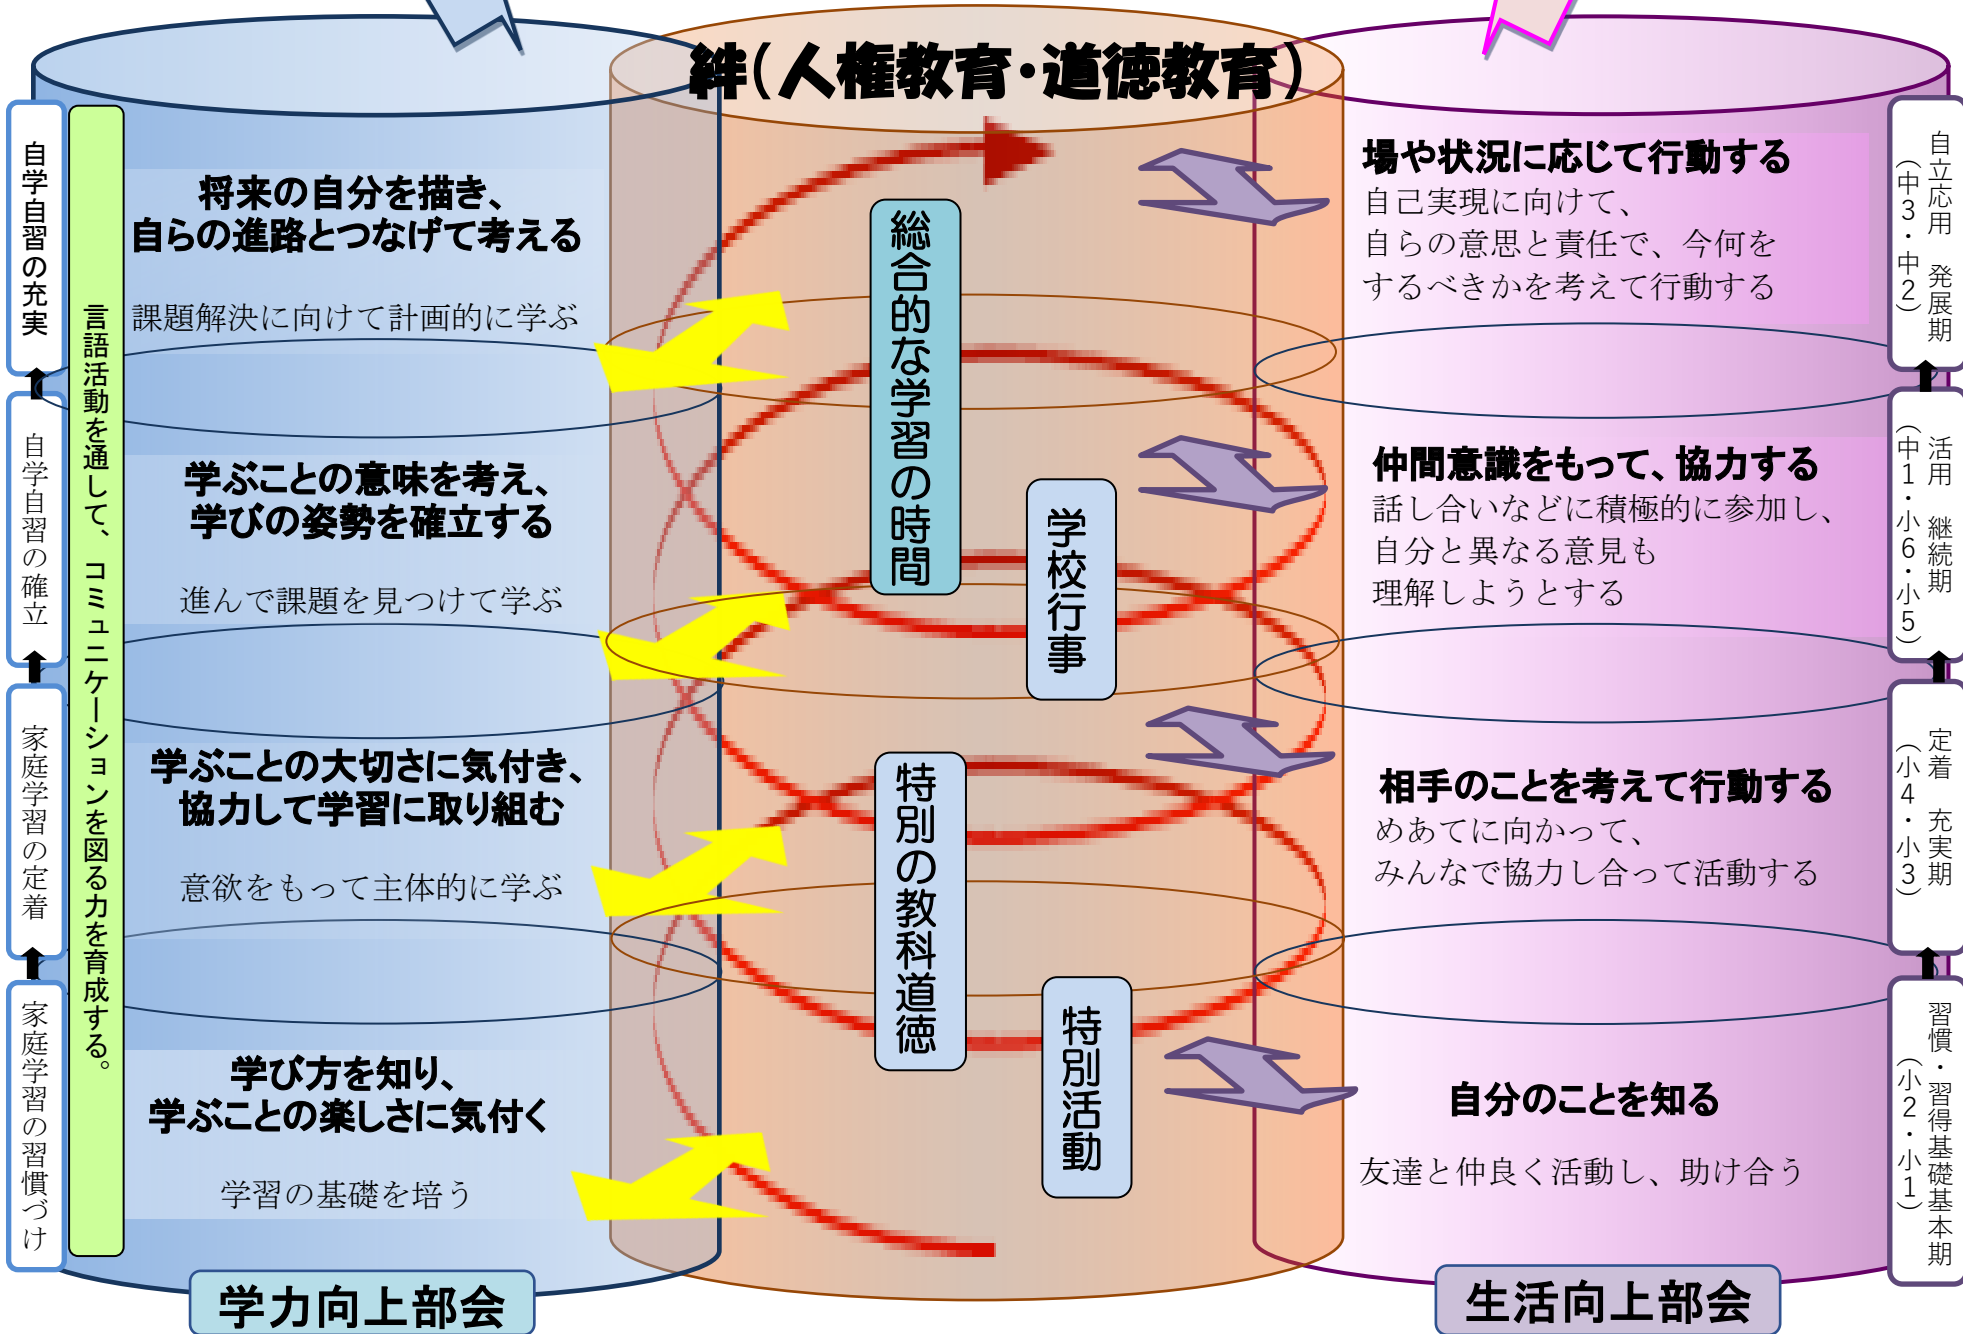 絆(人権教育・道徳教育)
自学自習の充実
自学自習の確立
家庭学習の定着
家庭学習の習慣づけ
言語活動を通して、コミュニケーションを図る力を育成する。
将来の自分を描き、
自らの進路とつなげて考える
課題解決に向けて計画的に学ぶ
学ぶことの意味を考え、
学びの姿勢を確立する
進んで課題を見つけて学ぶ
学ぶことの大切さに気付き、
協力して学習に取り組む
意欲をもって主体的に学ぶ
学び方を知り、
学ぶことの楽しさに気付く
学習の基礎を培う
学力向上部会
総合的な学習の時間
学校行事
特別の教科道徳
特別活動
場や状況に応じて行動する
自己実現に向けて、
自らの意思と責任で、今何を
するべきかを考えて行動する
仲間意識をもって、協力する
話し合いなどに積極的に参加し、
自分と異なる意見も
理解しようとする
相手のことを考えて行動する
めあてに向かって、
みんなで協力し合って活動する
自分のことを知る
友達と仲良く活動し、助け合う
生活向上部会
自立応用 発展期
(中3・中2)
活用 継続期
(中1・小6・小5)
定着 充実期
(小4・小3)
習慣・習得基礎基本期
(小2・小1)